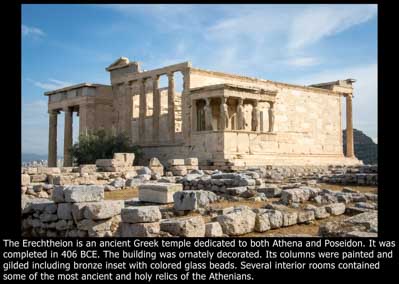 The Erechtheion is an ancient Greek temple dedicated to both Athena and Poseidon. It was
completed in 406 BCE. The building was ornately decorated. Its columns were painted and
gilded including bronze inset with colored glass beads. Several interior rooms contained
some of the most ancient and holy relics of the Athenians.